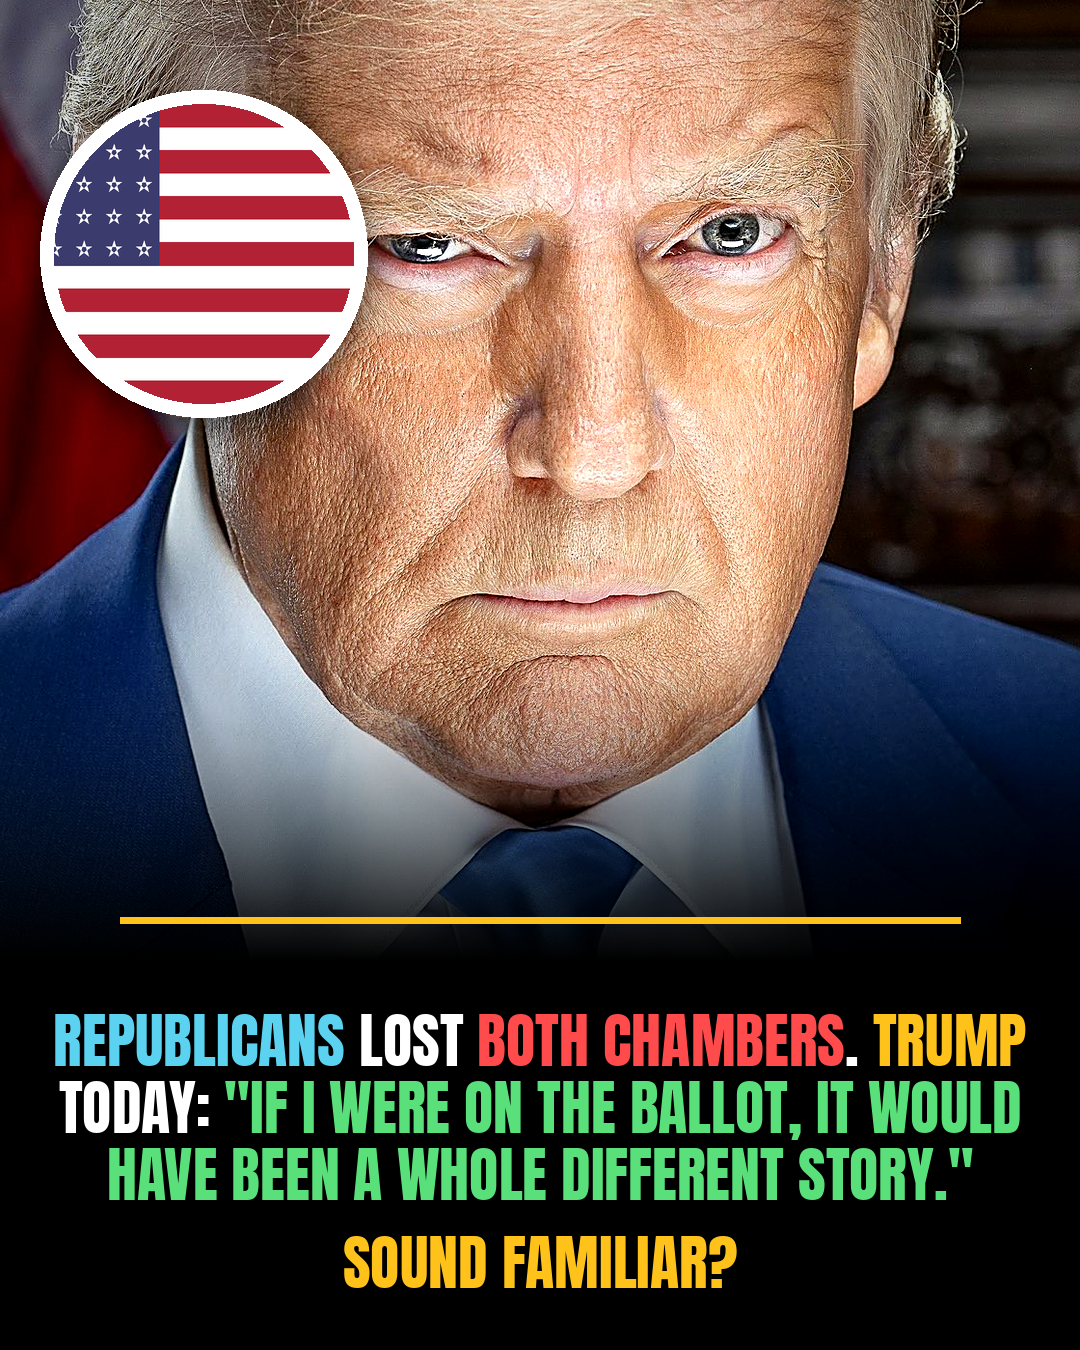 REPUBLICANS LOST BOTH CHAMBERS. TRUMP
TODAY: "IF I WERE ON THE BALLOT, IT WOULD
HAVE BEEN A WHOLE DIFFERENT STORY."
SOUND FAMILIAR?